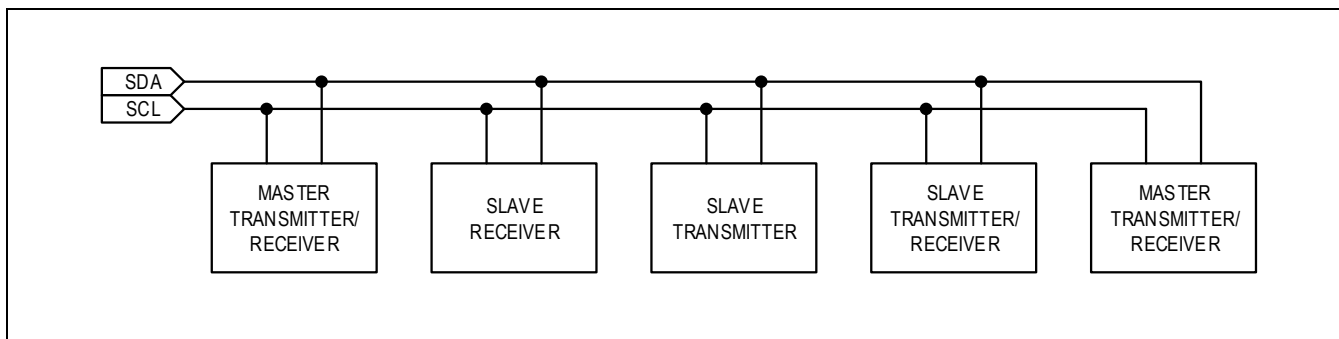 SDA
SCL
MASTER
TRANSMITTER/
RECEIVER
SLAVE
RECEIVER
SLAVE
TRANSMITTER
SLAVE
TRANSMITTER/
RECEIVER
MASTER
TRANSMITTER/
RECEIVER